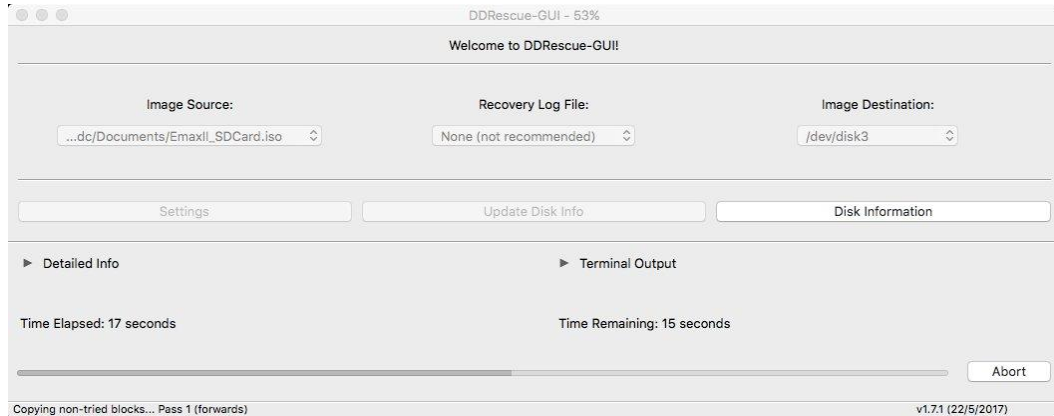 DDRescue-GUI - 53%
Welcome to DDRescue-GUI!
Image Source:
Recovery Log File:
Image Destination:
...dc/Documents/EmaxII_SDCard.iso
None (not recommended)
/dev/disk3
Settings
Update Disk Info
Disk Information
Detailed Info
Terminal Output
Time Elapsed: 17 seconds
Time Remaining: 15 seconds
Abort
Copying non-tried blocks... Pass 1 (forwards)
v1.7.1 (22/5/2017)